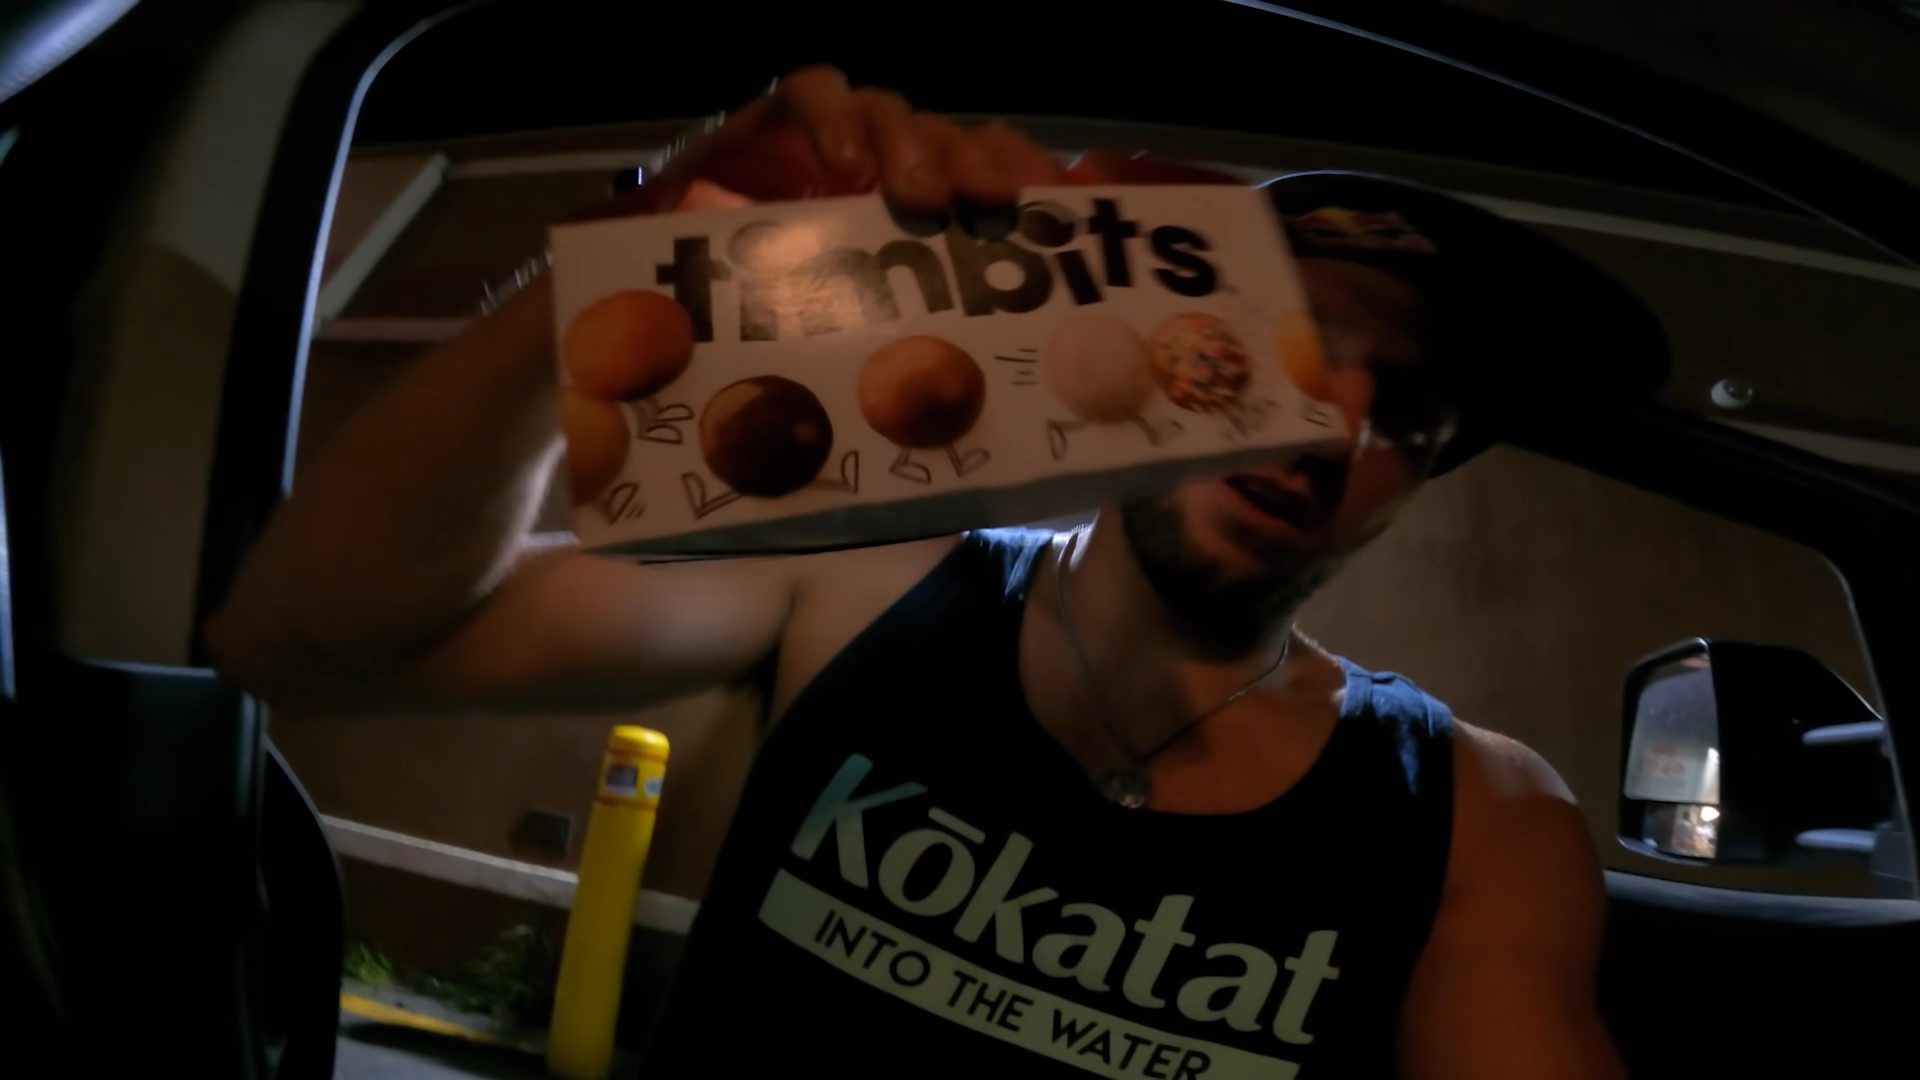 timbits
Kōkatat
INTO THE WATER